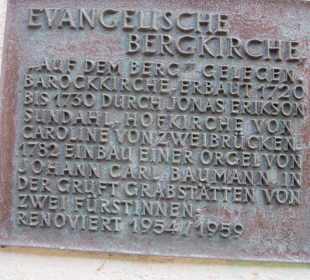 EVANGELISCHE
BERGKIRCHE
„AUF DEM BERG“ GELEGEN.
BAROCKKIRCHE, ERBAUT 1720
BIS 1730 DURCH JONAS ERIKSON
SUNDAHL. HOFKIRCHE VON
CAROLINE VON ZWEIBRÜCKEN.
1782 EINBAU EINER ORGEL VON
JOHANN CARL BAUMANN. IN
DER GRUFT GRABSTÄTTEN VON
ZWEI FÜRSTINNEN.
RENOVIERT 1954/1959